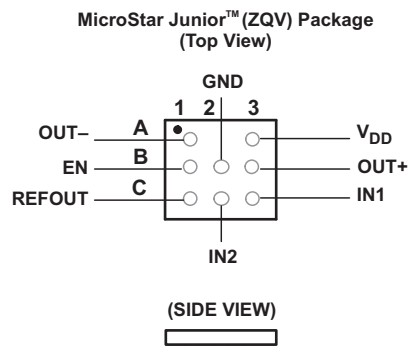 MicroStar Junior™ (ZQV) Package
(Top View)
GND
1 2 3
OUT– A VDD
EN B OUT+
REFOUT C IN1
IN2
(SIDE VIEW)